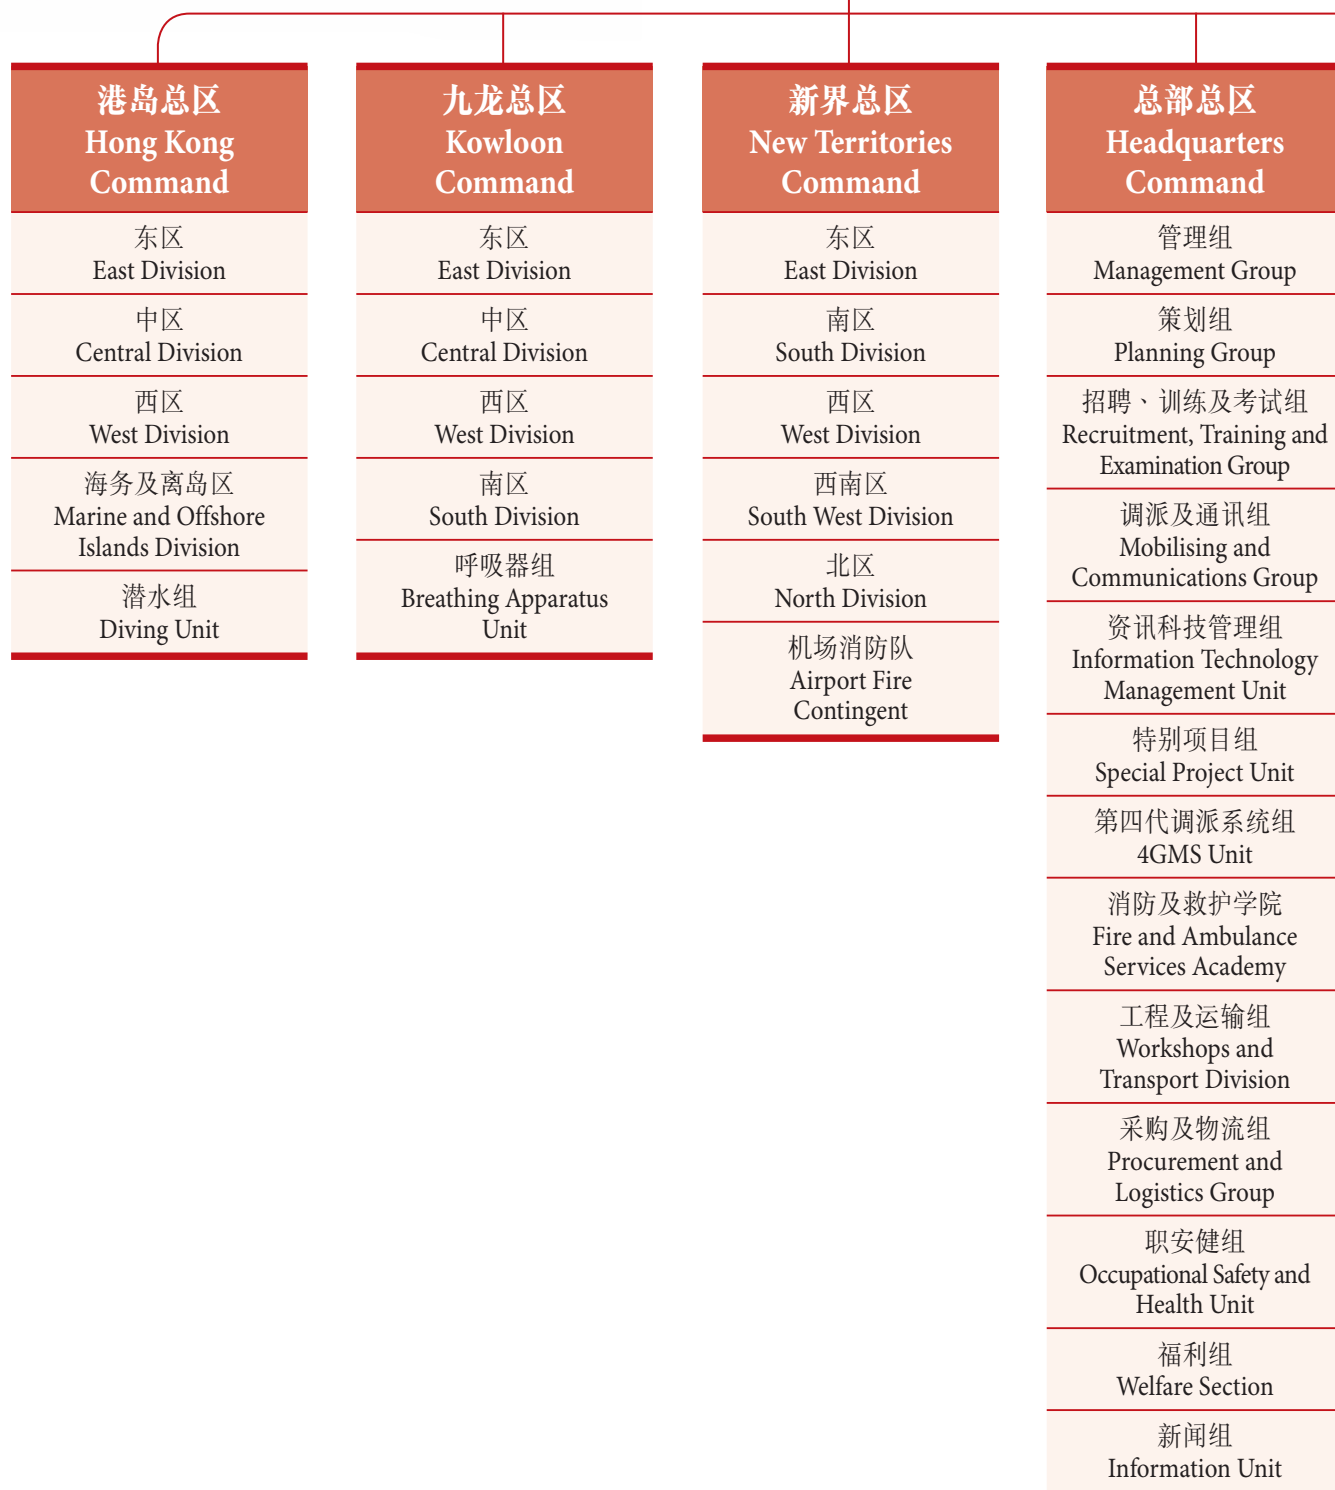 港岛总区
Hong Kong
Command
东区
East Division
中区
Central Division
西区
West Division
海务及离岛区
Marine and Offshore
Islands Division
潜水组
Diving Unit
九龙总区
Kowloon
Command
东区
East Division
中区
Central Division
西区
West Division
南区
South Division
呼吸器组
Breathing Apparatus
Unit
新界总区
New Territories
Command
东区
East Division
南区
South Division
西区
West Division
西南区
South West Division
北区
North Division
机场消防队
Airport Fire
Contingent
总部总区
Headquarters
Command
管理组
Management Group
策划组
Planning Group
招聘、训练及考试组
Recruitment, Training and
Examination Group
调派及通讯组
Mobilising and
Communications Group
资讯科技管理组
Information Technology
Management Unit
特别项目组
Special Project Unit
第四代调派系统组
4GMS Unit
消防及救护学院
Fire and Ambulance
Services Academy
工程及运输组
Workshops and
Transport Division
采购及物流组
Procurement and
Logistics Group
职安健组
Occupational Safety and
Health Unit
福利组
Welfare Section
新闻组
Information Unit